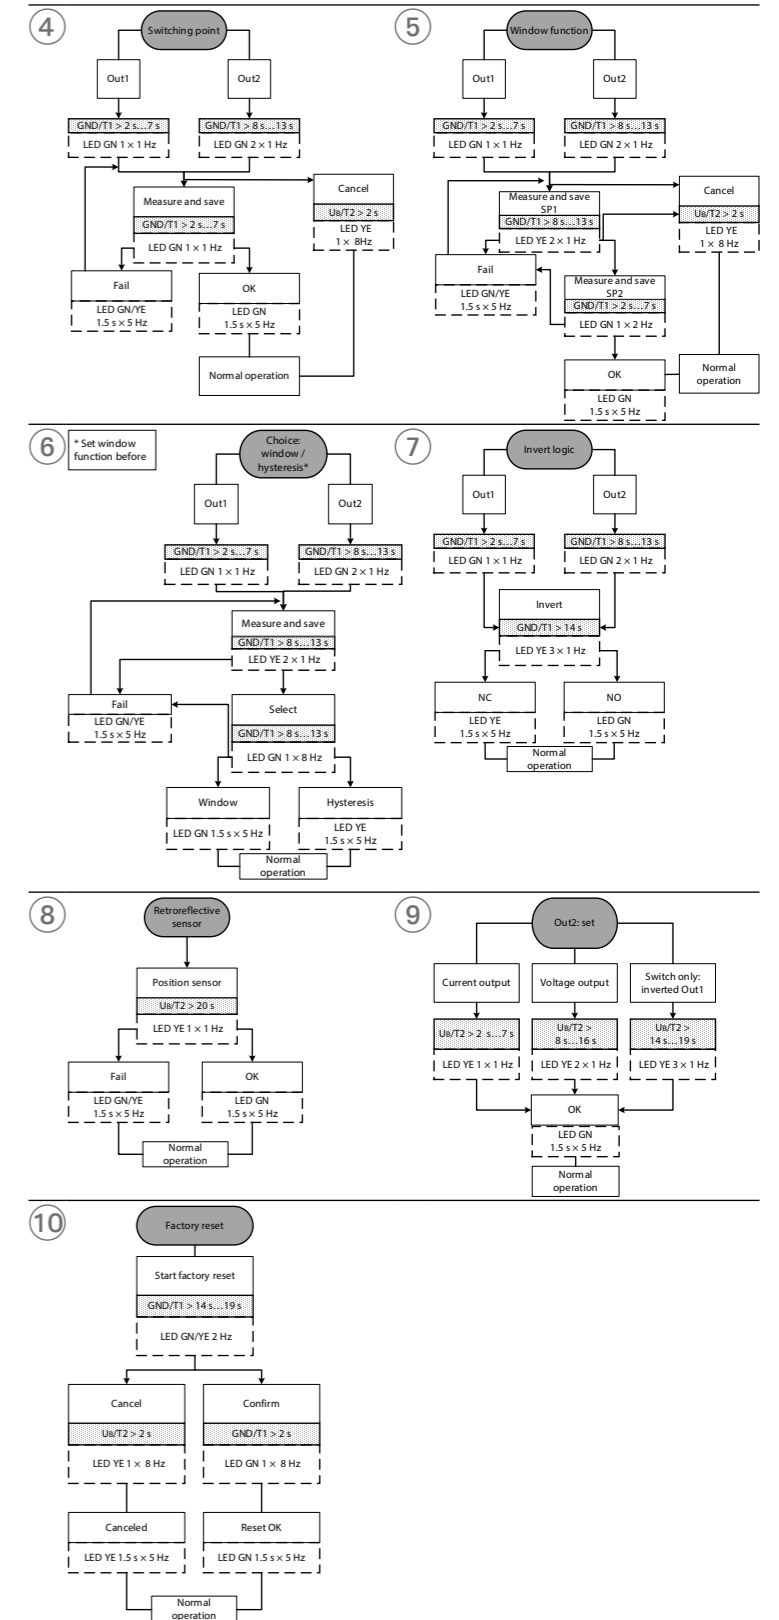 4
Switching point
Out1
Out2
GND/T1 > 2 s...7 s
LED GN 1 × 1 Hz
GND/T1 > 8 s...13 s
LED GN 2 × 1 Hz
Measure and save
GND/T1 > 2 s...7 s
LED GN 1 × 1 Hz
Cancel
UB/T2 > 2 s
LED YE
1 × 8Hz
Fail
LED GN/YE
1.5 s × 5 Hz
OK
LED GN
1.5 s × 5 Hz
Normal operation
5
Window function
Out1
Out2
GND/T1 > 2 s...7 s
LED GN 1 × 1 Hz
GND/T1 > 8 s...13 s
LED GN 2 × 1 Hz
Measure and save
SP1
GND/T1 > 8 s...13 s
LED YE 2 × 1 Hz
Cancel
UB/T2 > 2 s
LED YE
1 × 8 Hz
Fail
LED GN/YE
1.5 s × 5 Hz
Measure and save
SP2
GND/T1 > 2 s...7 s
LED GN 1 × 2 Hz
OK
LED GN
1.5 s × 5 Hz
Normal
operation
6
* Set window
function before
Choice:
window /
hysteresis*
Out1
Out2
GND/T1 > 2 s...7 s
LED GN 1 × 1 Hz
GND/T1 > 8 s...13 s
LED GN 2 × 1 Hz
Measure and save
GND/T1 > 8 s...13 s
LED YE 2 × 1 Hz
Fail
LED GN/YE
1.5 s × 5 Hz
Select
GND/T1 > 8 s...13 s
LED GN 1 × 8 Hz
Window
LED GN 1.5 s × 5 Hz
Hysteresis
LED YE
1.5 s × 5 Hz
Normal
operation
7
Invert logic
Out1
Out2
GND/T1 > 2 s...7 s
LED GN 1 × 1 Hz
GND/T1 > 8 s...13 s
LED GN 2 × 1 Hz
Invert
GND/T1 > 14 s
LED YE 3 × 1 Hz
NC
LED YE
1.5 s × 5 Hz
NO
LED GN
1.5 s × 5 Hz
Normal
operation
8
Retroreflective
sensor
Position sensor
UB/T2 > 20 s
LED YE 1 × 1 Hz
Fail
LED GN/YE
1.5 s × 5 Hz
OK
LED GN
1.5 s × 5 Hz
Normal
operation
9
Out2: set
Current output
Voltage output
Switch only:
inverted Out1
UB/T2 > 2 s...7 s
UB/T2 >
8 s...16 s
UB/T2 >
14 s...19 s
LED YE 1 × 1 Hz
LED YE 2 × 1 Hz
LED YE 3 × 1 Hz
OK
LED GN
1.5 s × 5 Hz
Normal
operation
10
Factory reset
Start factory reset
GND/T1 > 14 s...19 s
LED GN/YE 2 Hz
Cancel
UB/T2 > 2 s
LED YE 1 × 8 Hz
Confirm
GND/T1 > 2 s
LED GN 1 × 8 Hz
Canceled
LED YE 1.5 s × 5 Hz
Reset OK
LED GN 1.5 s × 5 Hz
Normal
operation